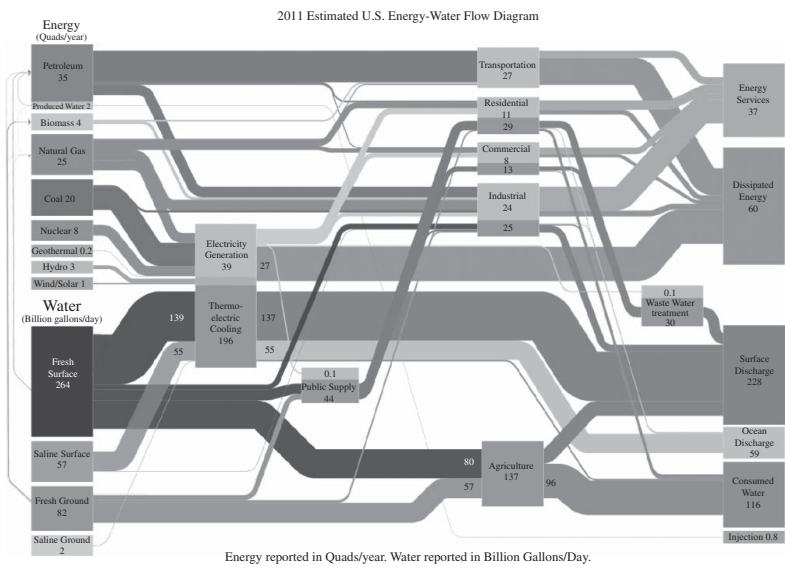 2011 Estimated U.S. Energy-Water Flow Diagram
Energy
(Quads/year)
Petroleum
35
Produced Water 2
Biomass 4
Natural Gas
25
Coal 20
Nuclear 8
Geothermal 0.2
Hydro 3
Wind/Solar 1
Water
(Billion gallons/day)
Fresh
Surface
264
Saline Surface
57
Fresh Ground
82
Saline Ground
2
Electricity
Generation
39
27
Thermo-
electric
Cooling
196
139
137
55
55
0.1
Public Supply
44
Transportation
27
Residential
11
29
Commercial
8
13
Industrial
24
25
80
57
Agriculture
137
96
0.1
Waste Water
treatment
30
Energy
Services
37
Dissipated
Energy
60
Surface
Discharge
228
Ocean
Discharge
59
Consumed
Water
116
Injection 0.8
Energy reported in Quads/year. Water reported in Billion Gallons/Day.